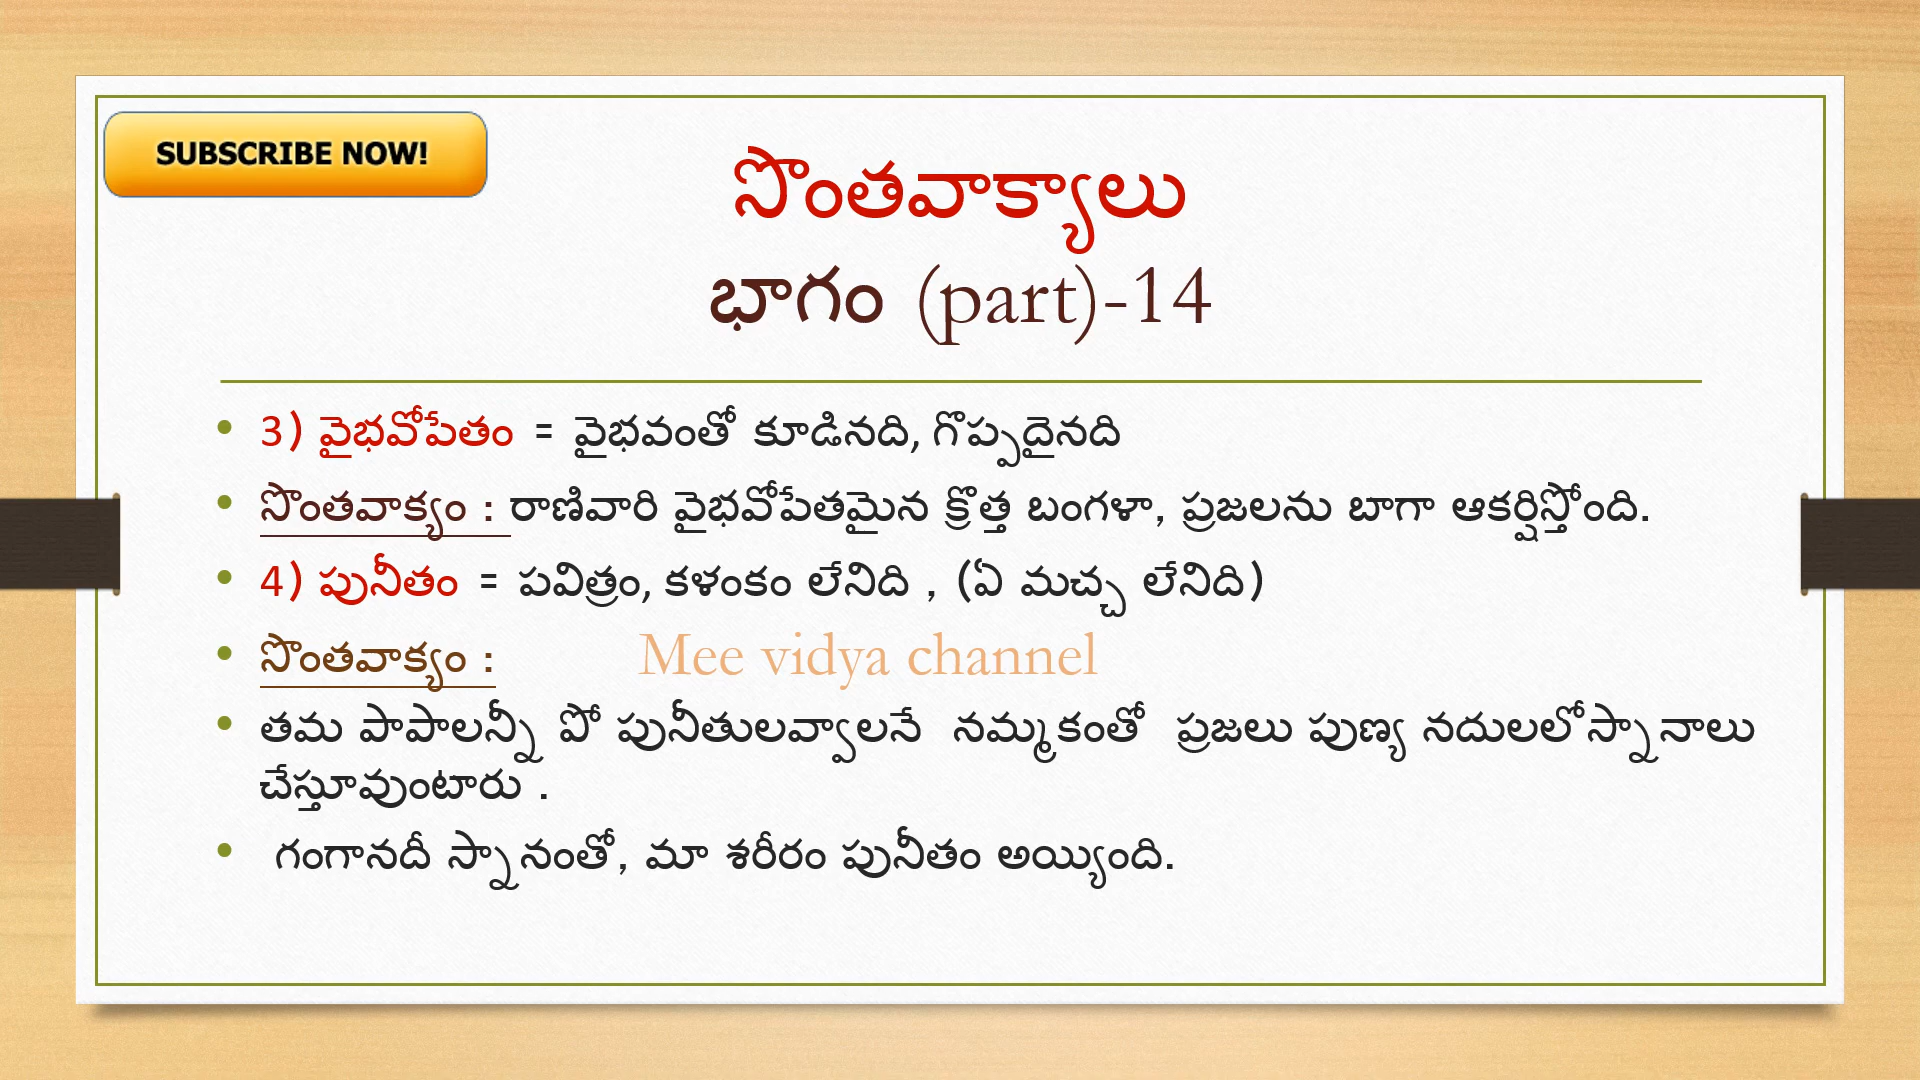 SUBSCRIBE NOW!
సొంతవాక్యాలు
భాగం (part)-14
• 3) వైభవోపేతం = వైభవంతో కూడినది, గొప్పదైనది
• సొంతవాక్యం : రాణివారి వైభవోపేతమైన క్రొత్త బంగళా, ప్రజలను బాగా ఆకర్షిస్తోంది.
• 4) పునీతం = పవిత్రం, కళంకం లేనిది , (ఏ మచ్చ లేనిది)
• సొంతవాక్యం : Mee vidya channel
• తమ పాపాలన్నీ పో పునీతులవ్వాలనే నమ్మకంతో ప్రజలు పుణ్య నదులలోస్నానాలు
చేస్తూవుంటారు .
• గంగానదీ స్నానంతో, మా శరీరం పునీతం అయ్యింది.